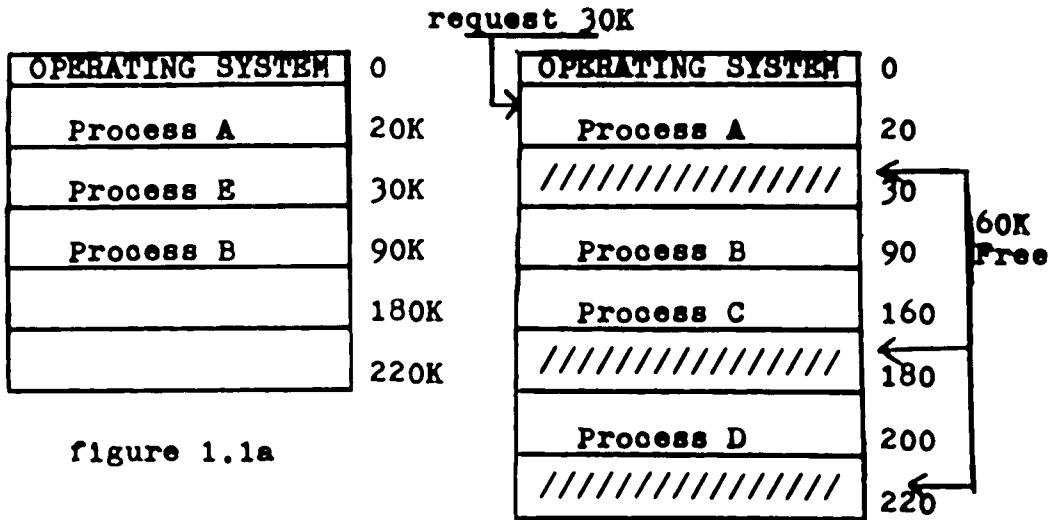 request 30K
OPERATING SYSTEM 0
Process A 20K
Process E 30K
Process B 90K
180K
220K
figure 1.1a
OPERATING SYSTEM 0
Process A 20
/////////////// 30
Process B 90
Process C 160
/////////////// 180
Process D 200
/////////////// 220
60K
Free